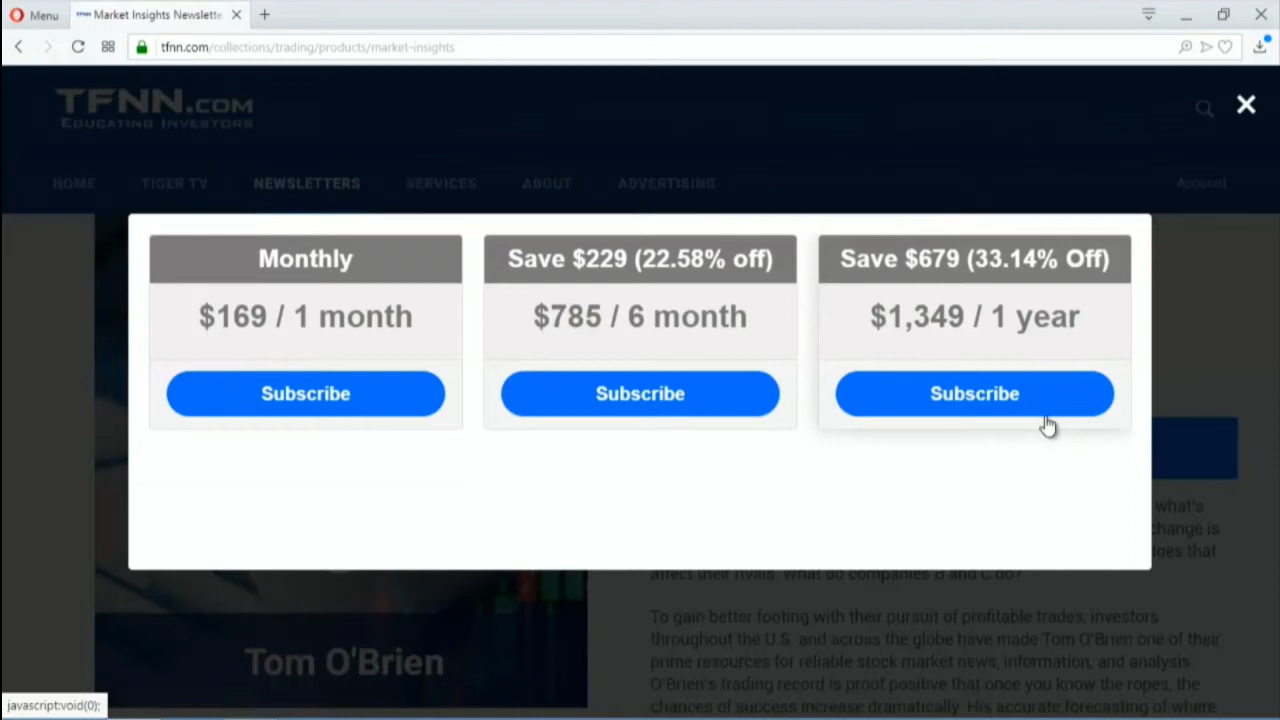 Menu
TFNN Market Insights Newslette
tfnn.com/collections/trading/products/market-insights
TFNN.COM
EDUCATING INVESTORS
HOME TIGER TV NEWSLETTERS SERVICES ABOUT ADVERTISING Account
Monthly
$169 / 1 month
Subscribe
Save $229 (22.58% off)
$785 / 6 month
Subscribe
Save $679 (33.14% Off)
$1,349 / 1 year
Subscribe
what's
change is
does that
affect their rivals. What do companies B and C do?
To gain better footing with their pursuit of profitable trades, investors
throughout the U.S. and across the globe have made Tom O'Brien one of their
prime resources for reliable stock market news, information, and analysis.
O'Brien's trading record is proof positive that once you know the ropes, the
chances of success increase dramatically. His accurate forecasting of where
Tom O'Brien
javascript:void(0);